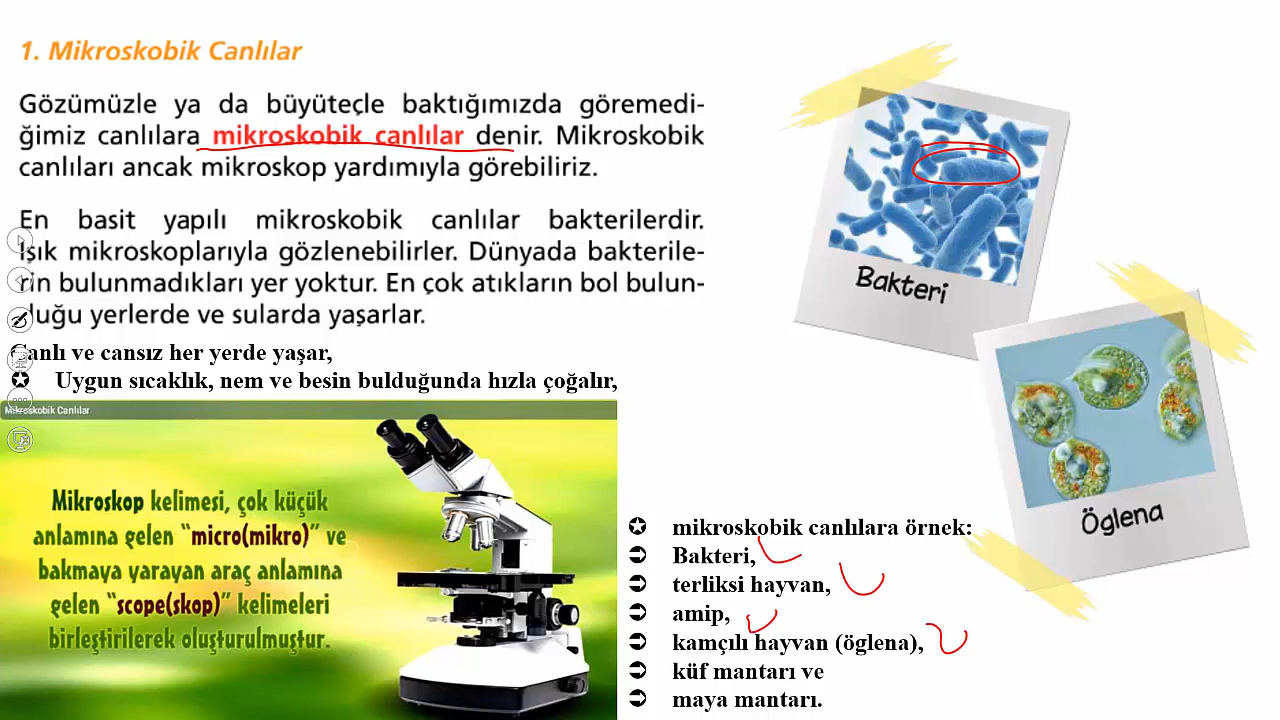 1. Mikroskobik Canlılar
Gözümüzle ya da büyüteçle baktığımızda göremedi-
ğimiz canlılara mikroskobik canlılar denir. Mikroskobik
canlıları ancak mikroskop yardımıyla görebiliriz.
En basit yapılı mikroskobik canlılar bakterilerdir.
Işık mikroskoplarıyla gözlenebilirler. Dünyada bakterile-
rin bulunmadıkları yer yoktur. En çok atıkların bol bulun-
duğu yerlerde ve sularda yaşarlar.
Canlı ve cansız her yerde yaşar,
Uygun sıcaklık, nem ve besin bulduğunda hızla çoğalır,
Mikroskobik Canlılar
Mikroskop kelimesi, çok küçük
anlamına gelen "micro(mikro)" ve
bakmaya yarayan araç anlamına
gelen "scope(skop)" kelimeleri
birleştirilerek oluşturulmuştur.
Bakteri
Öglena
mikroskobik canlılara örnek:
Bakteri,
terliksi hayvan,
amip,
kamçılı hayvan (öglena),
küf mantarı ve
maya mantarı.